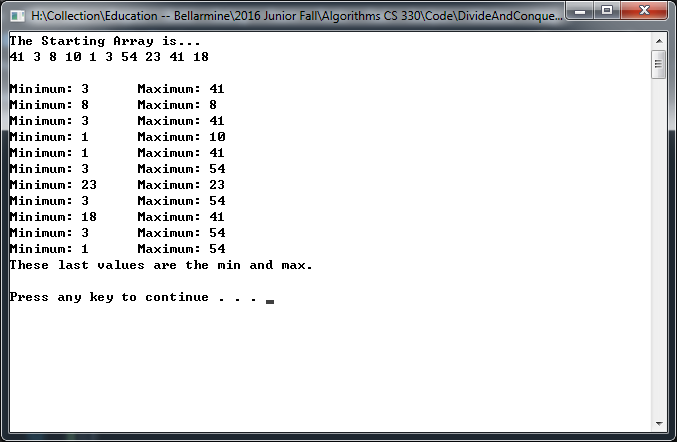 H:\Collection\Education -- Bellarmine\2016 Junior Fall\Algorithms CS 330\Code\DivideAndConque...
The Starting Array is...
41 3 8 10 1 3 54 23 41 18
Minimum: 3 Maximum: 41
Minimum: 8 Maximum: 8
Minimum: 3 Maximum: 41
Minimum: 1 Maximum: 10
Minimum: 1 Maximum: 41
Minimum: 3 Maximum: 54
Minimum: 23 Maximum: 23
Minimum: 3 Maximum: 54
Minimum: 18 Maximum: 41
Minimum: 3 Maximum: 54
Minimum: 1 Maximum: 54
These last values are the min and max.
Press any key to continue . . .